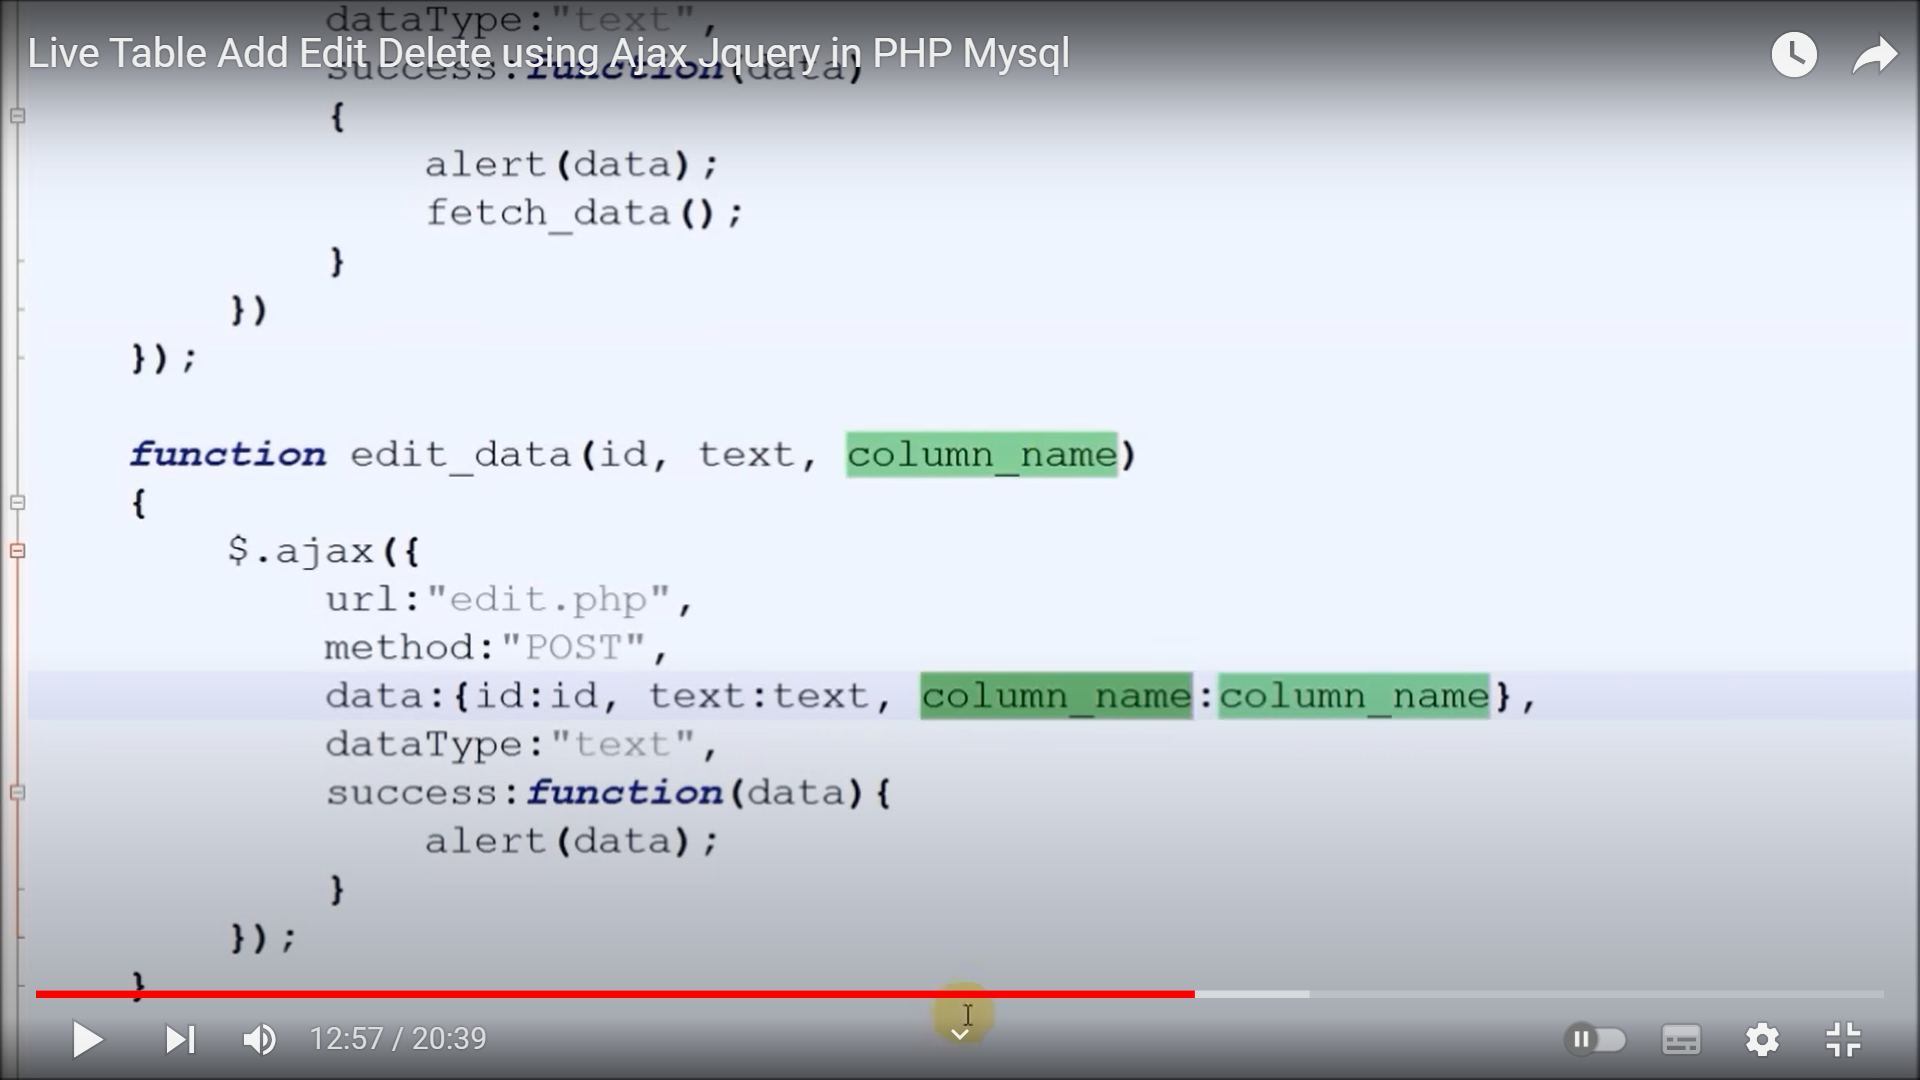 dataType:"text",
Live Table Add Edit Delete using Ajax Jquery in PHP Mysql
success:function(data)
{
alert(data);
fetch_data();
}
})
});
function edit_data(id, text, column_name)
{
$.ajax({
url:"edit.php",
method:"POST",
data:{id:id, text:text, column_name:column_name},
dataType:"text",
success:function(data){
alert(data);
}
});
}
12:57 / 20:39